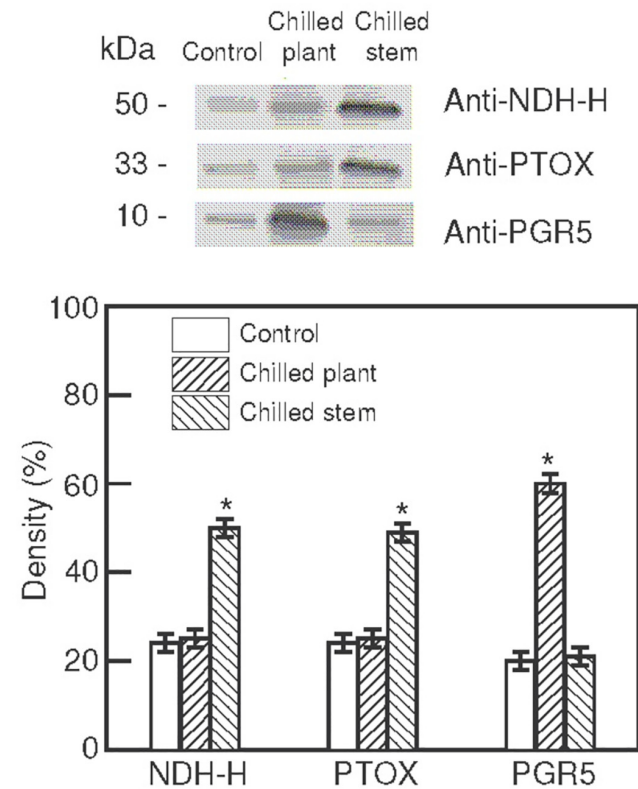 kDa Control Chilled plant Chilled stem
50 - Anti-NDH-H
33 - Anti-PTOX
10 - Anti-PGR5
100
Control
Chilled plant
80
Chilled stem
60
40
20
0
Density (%)
* * *
NDH-H PTOX PGR5